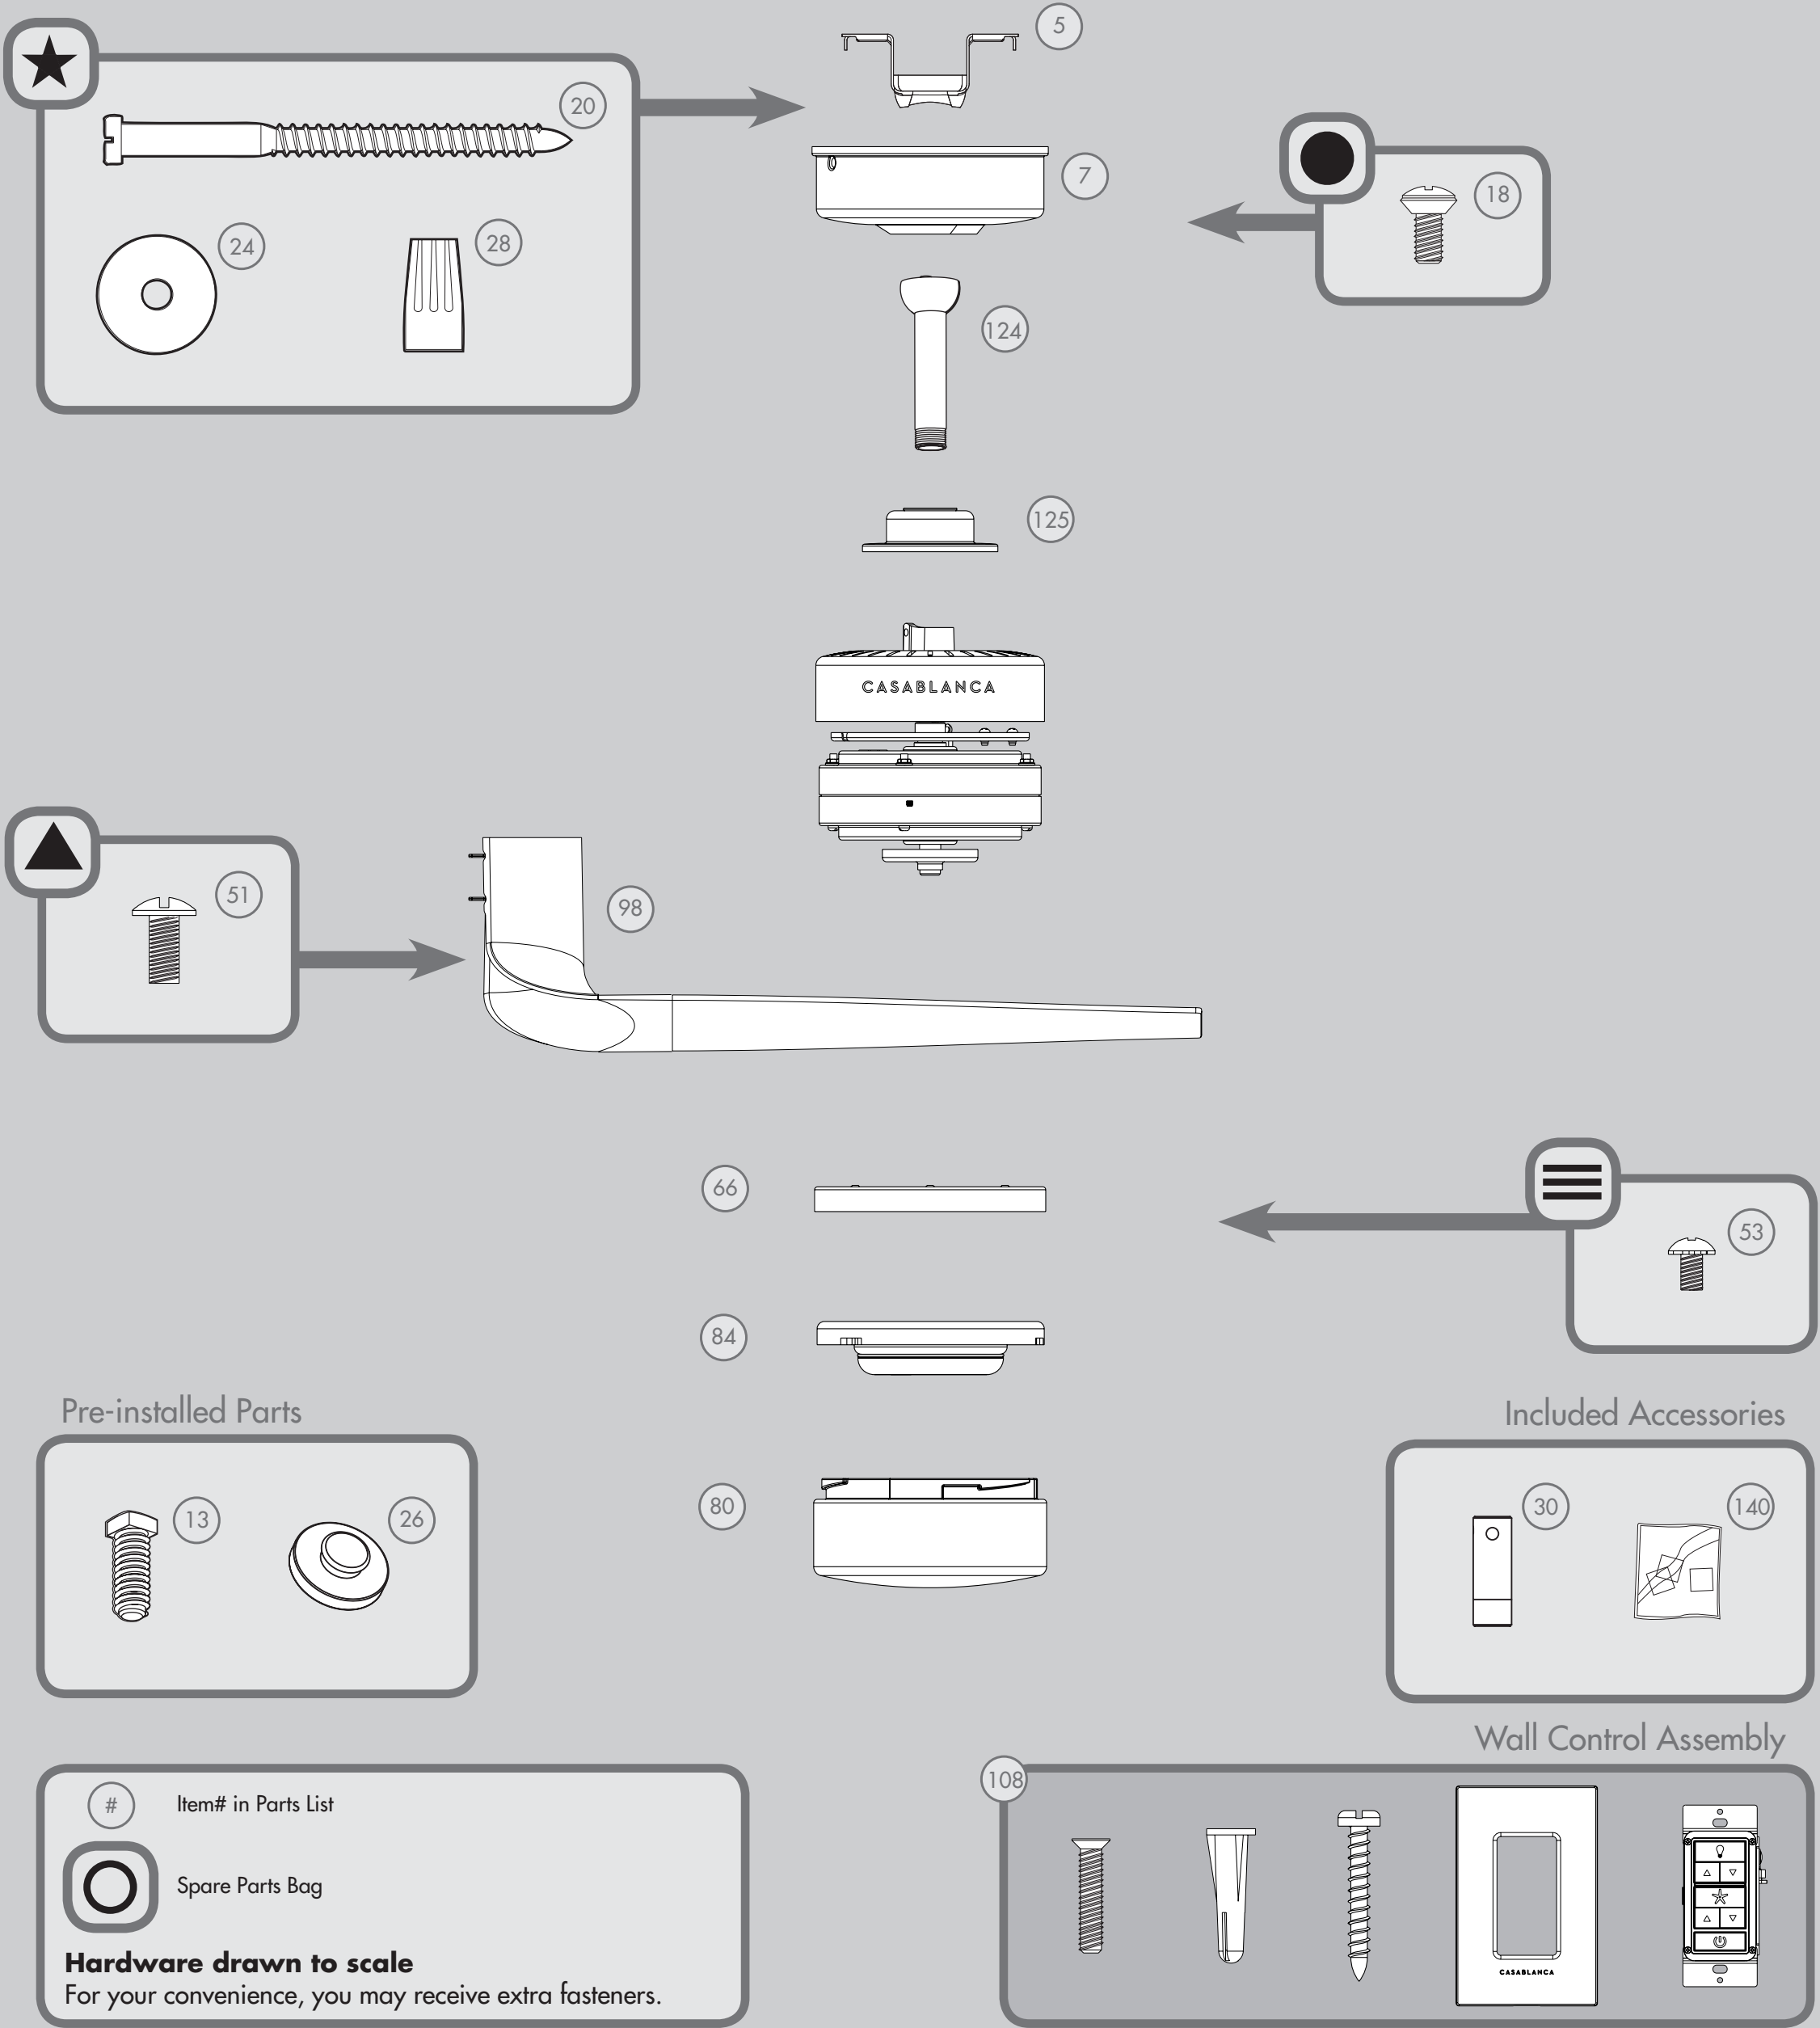 5
20
7
18
24
28
124
125
CASABLANCA
51
98
66
53
84
Pre-installed Parts
Included Accessories
13
26
80
30
140
Wall Control Assembly
108
# Item# in Parts List
Spare Parts Bag
Hardware drawn to scale
For your convenience, you may receive extra fasteners.
CASABLANCA